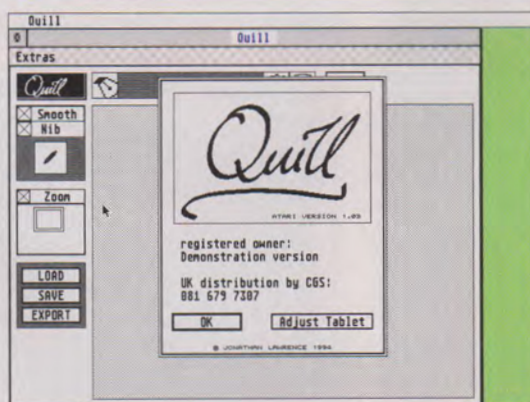 Quill
Quill
Extras
Quill
Smooth
Nib
Zoom
LOAD
SAVE
EXPORT
Quill
ATARI VERSION 1.03
registered owner:
Demonstration version
UK distribution by CGS:
081 679 7307
OK
Adjust Tablet
© JONATHAN LAWRENCE 1994